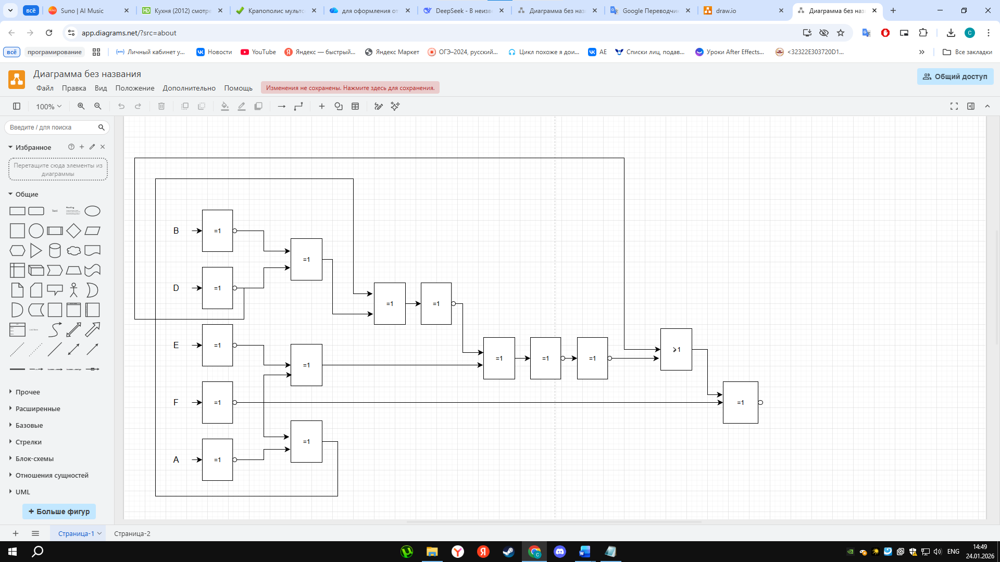 всё
Suno | AI Music
Кухня (2012) смотре
Крапополис мультс
для оформления от
DeepSeek - В неизв
Диаграмма без наз
Google Переводчи
draw.io
Диаграмма без наз
app.diagrams.net/?src=about
C
всё
програмирование
Личный кабинет у...
Новости
YouTube
Яндекс — быстрый...
Яндекс Маркет
ОГЭ–2024, русский...
Цикл похоже я дои...
АЕ
Списки лиц, подав...
Уроки After Effects...
<32322E303720D1...
Все закладки
Диаграмма без названия
Файл
Правка
Вид
Положение
Дополнительно
Помощь
Изменения не сохранены. Нажмите здесь для сохранения.
Общий доступ
100%
Введите / для поиска
Избранное
Перетащите сюда элементы из
диаграммы
Общие
Text
Heading
Прочее
Расширенные
Базовые
Стрелки
Блок-схемы
Отношения сущностей
UML
+ Больше фигур
B
=1
=1
D
=1
=1
=1
E
=1
=1
=1
=1
=1
>1
F
=1
=1
A
=1
=1
Страница-1
Страница-2
ENG
14:49
24.01.2026